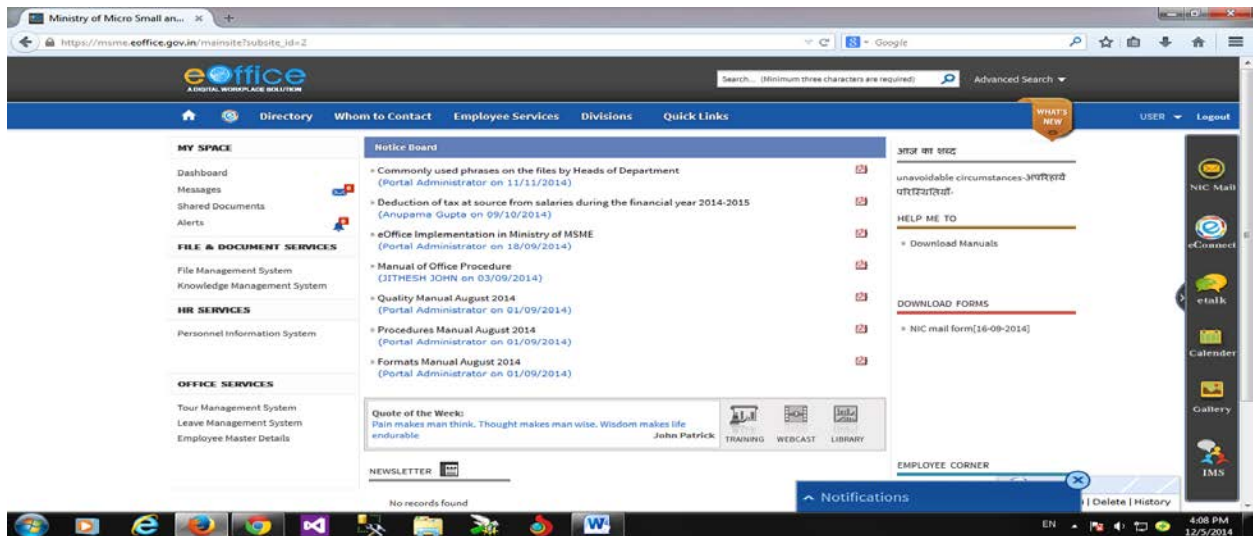 Ministry of Micro Small an...
https://msme.eoffice.gov.in/mainsite?subsite_id=2
Google
eOffice
A DIGITAL WORKPLACE SOLUTION
Search... (Minimum three characters are required)
Advanced Search
Directory
Whom to Contact
Employee Services
Divisions
Quick Links
WHAT'S NEW
USER
Logout
MY SPACE
Dashboard
Messages
Shared Documents
Alerts
FILE & DOCUMENT SERVICES
File Management System
Knowledge Management System
HR SERVICES
Personnel Information System
OFFICE SERVICES
Tour Management System
Leave Management System
Employee Master Details
Notice Board
Commonly used phrases on the files by Heads of Department
(Portal Administrator on 11/11/2014)
Deduction of tax at source from salaries during the financial year 2014-2015
(Anupama Gupta on 09/10/2014)
eOffice Implementation in Ministry of MSME
(Portal Administrator on 18/09/2014)
Manual of Office Procedure
(JITHESH JOHN on 03/09/2014)
Quality Manual August 2014
(Portal Administrator on 01/09/2014)
Procedures Manual August 2014
(Portal Administrator on 01/09/2014)
Formats Manual August 2014
(Portal Administrator on 01/09/2014)
Quote of the Week:
Pain makes man think. Thought makes man wise. Wisdom makes life
endurable
John Patrick
TRAINING
WEBCAST
LIBRARY
NEWSLETTER
No records found
आज का शब्द
unavoidable circumstances-अपरिहार्य
परिस्थितियाँ-
HELP ME TO
Download Manuals
DOWNLOAD FORMS
NIC mail form[16-09-2014]
EMPLOYEE CORNER
NIC Mail
eConnect
etalk
Calender
Gallery
IMS
Notifications
| Delete | History
EN
4:08 PM
12/5/2014